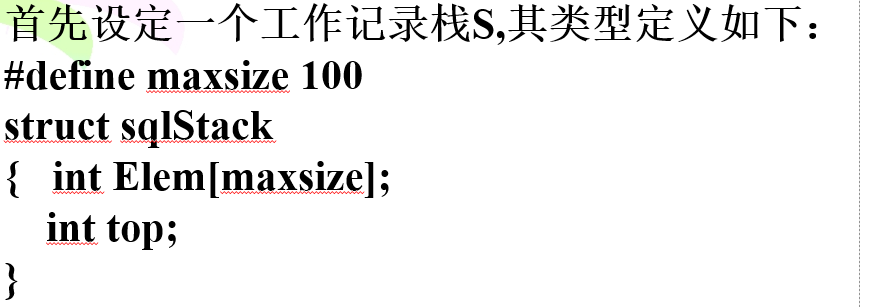 首先设定一个工作记录栈S,其类型定义如下：
#define maxsize 100
struct sqlStack
{ int Elem[maxsize];
int top;
}